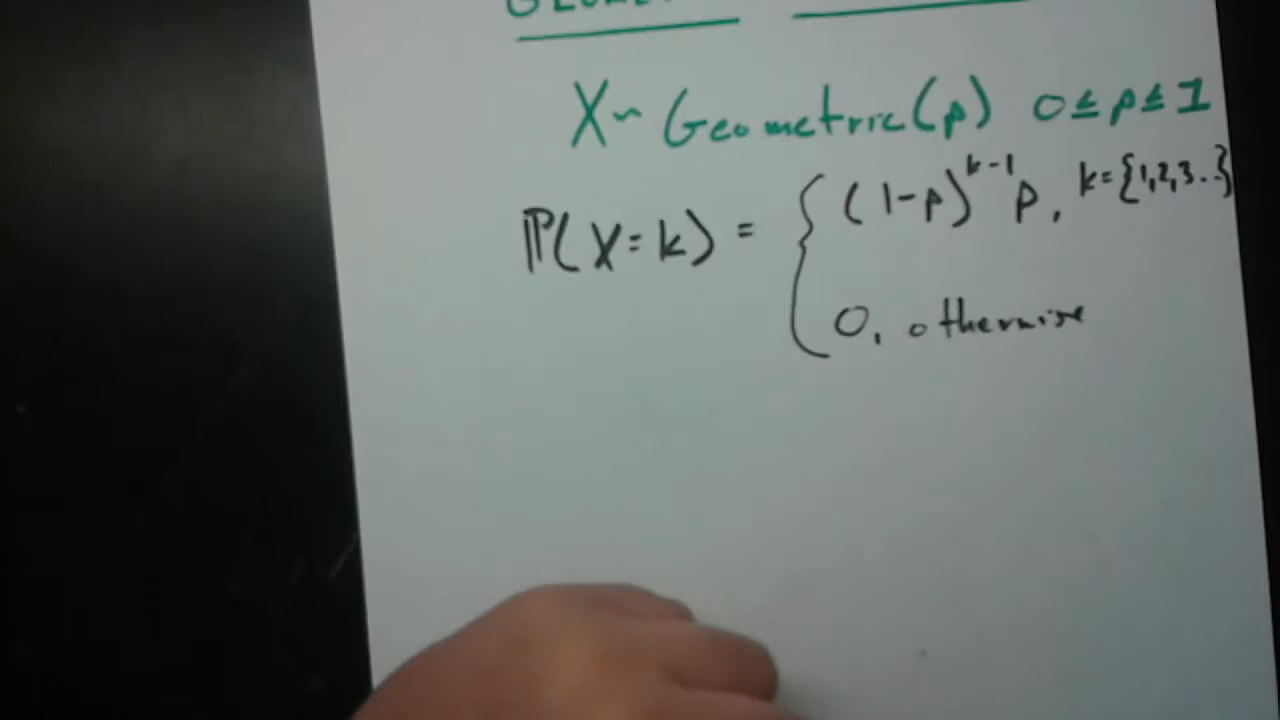 X ~ Geometric(p) 0 ≤ p ≤ 1
ℙ(X = k) = { (1-p)^{k-1} p, k = {1,2,3..}
0, otherwise